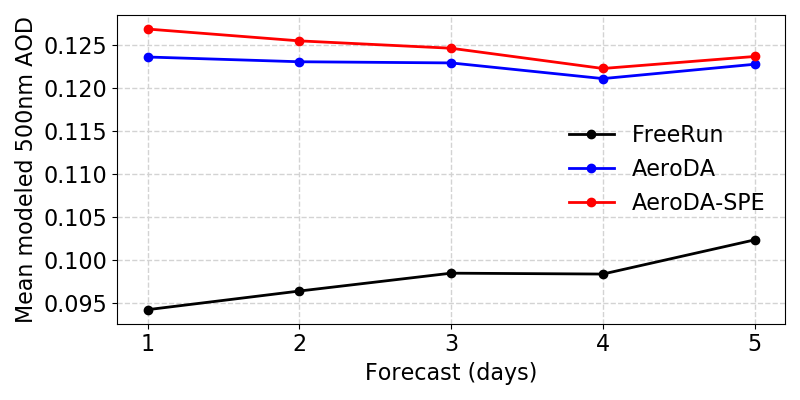 Mean modeled 500nm AOD
0.125
0.120
0.115
0.110
0.105
0.100
0.095
FreeRun
AeroDA
AeroDA-SPE
1 2 3 4 5
Forecast (days)